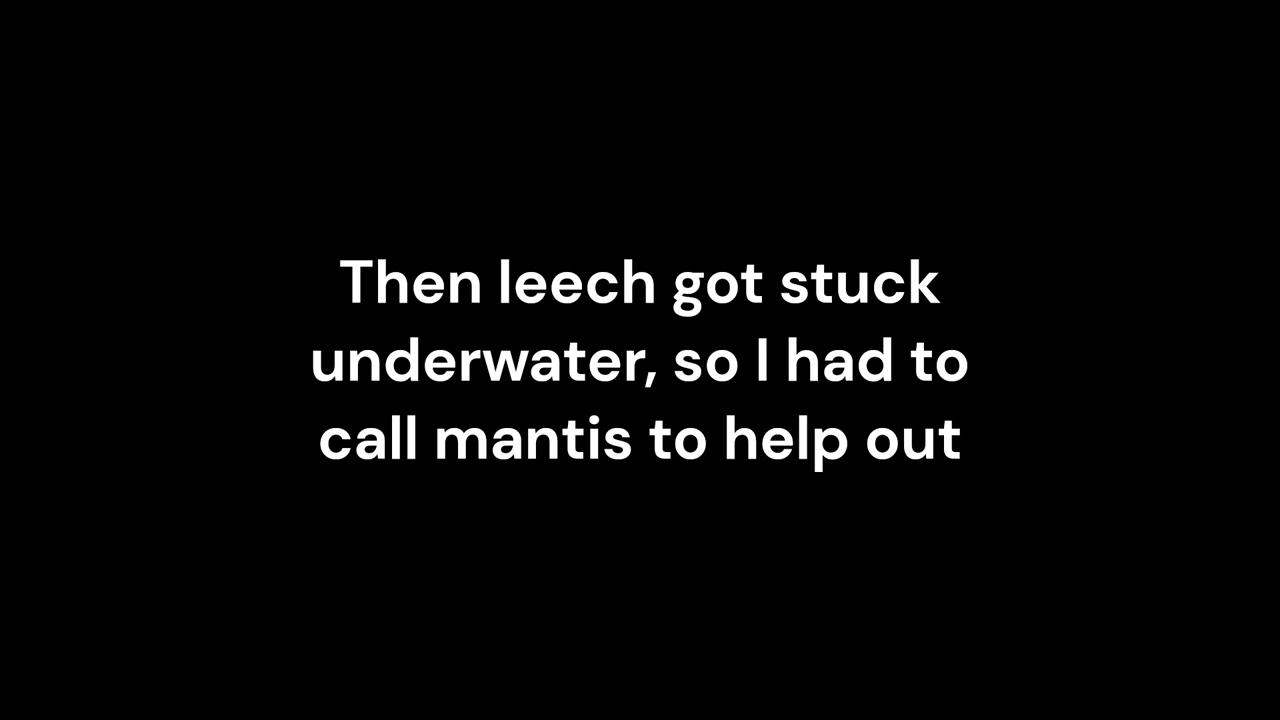 Then leech got stuck
underwater, so I had to
call mantis to help out